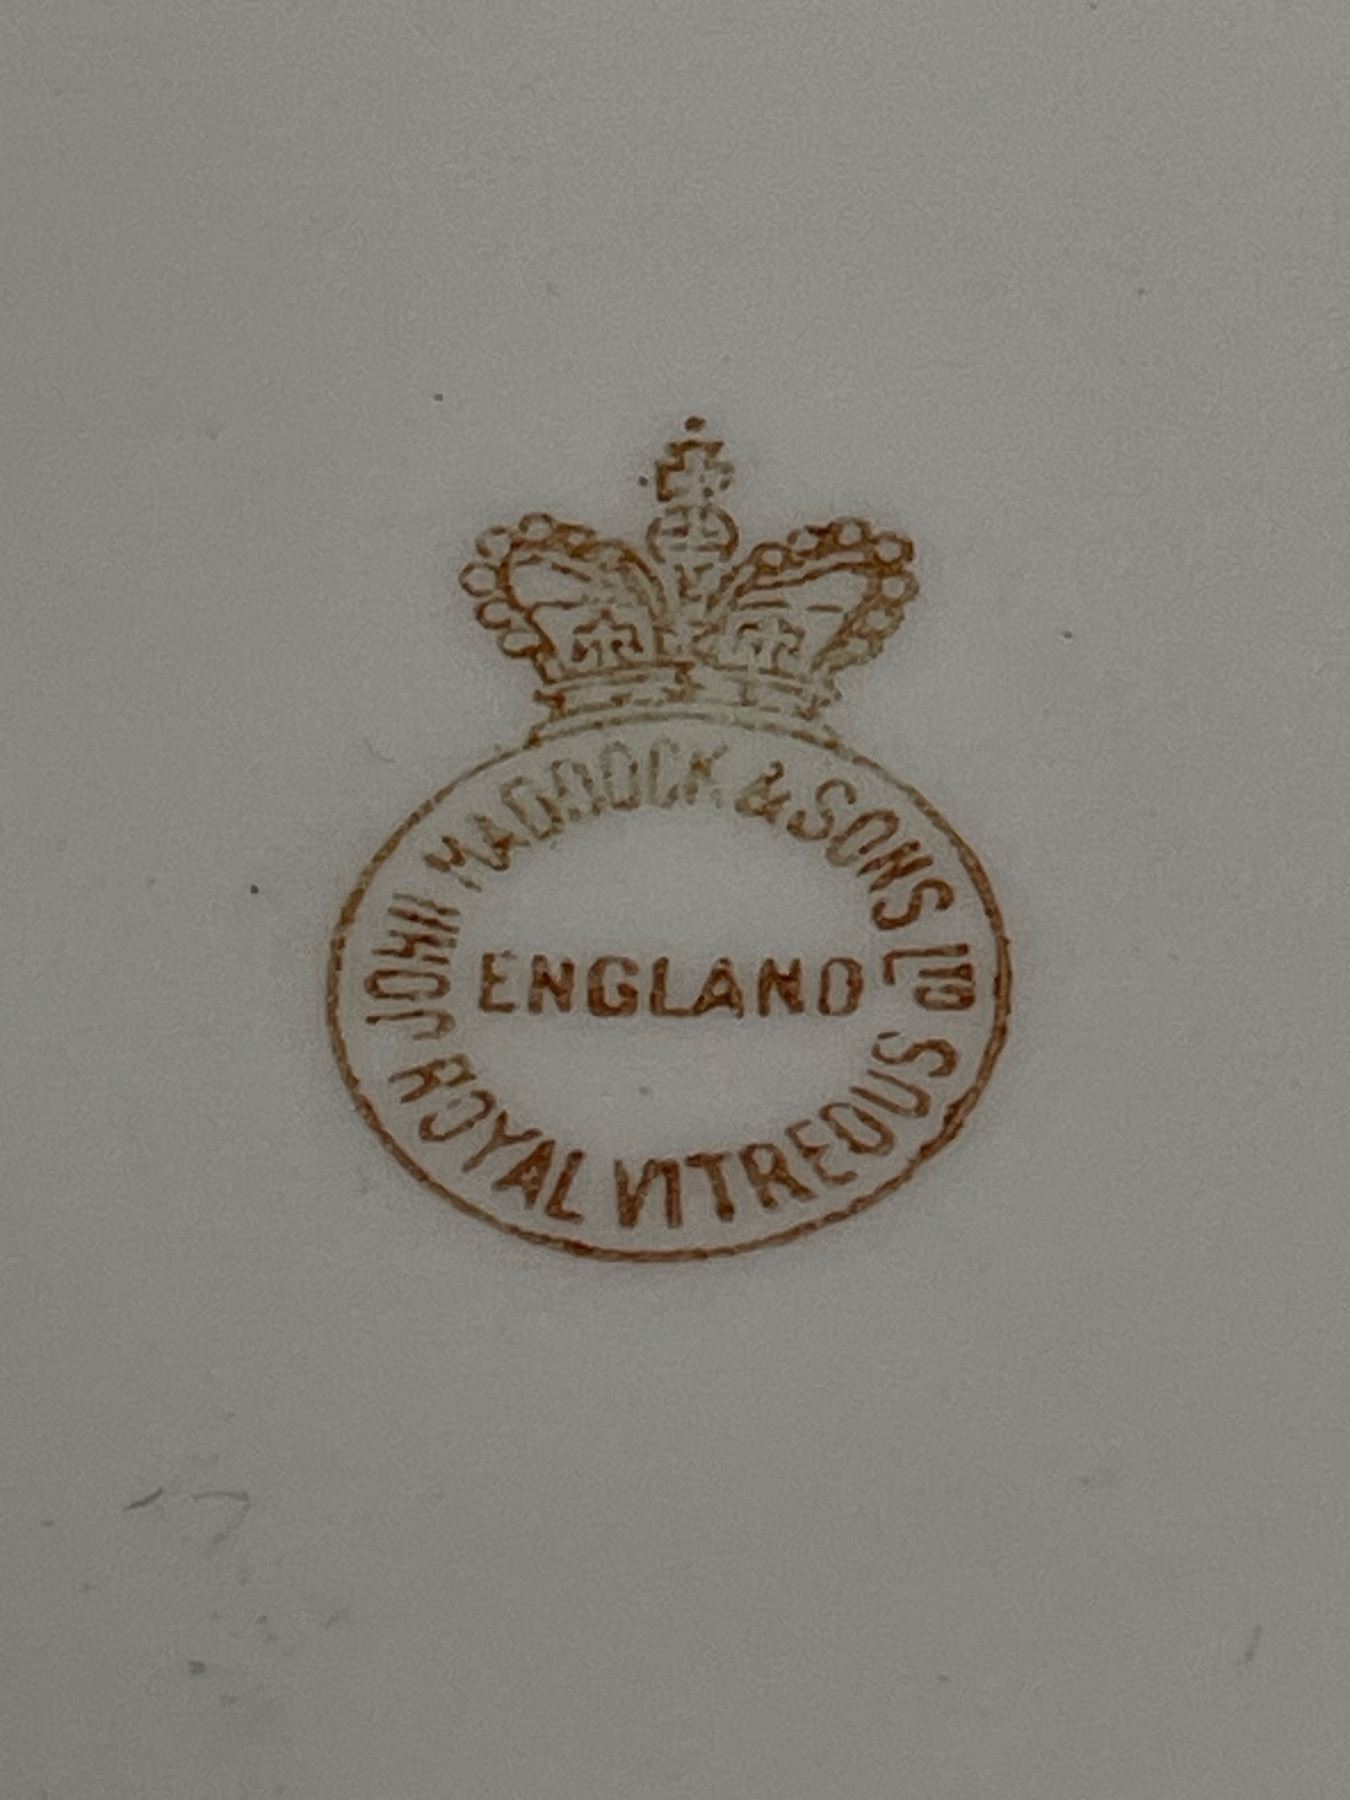 JOHN MADDOCK & SONS LTD
ENGLAND
ROYAL VITREOUS